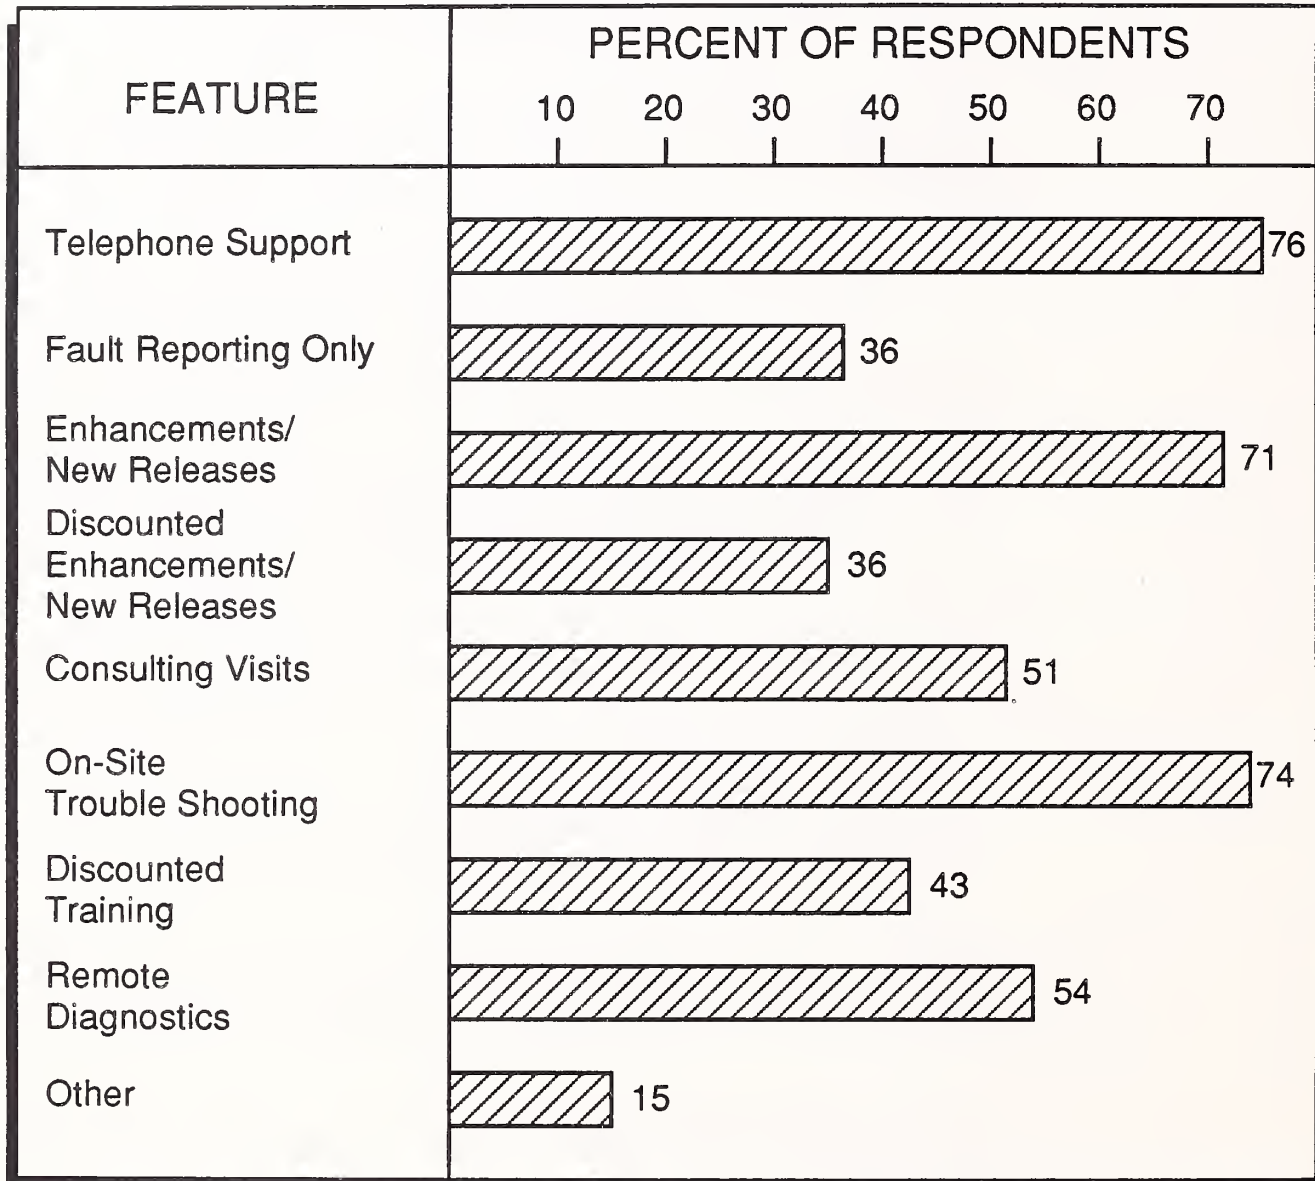 PERCENT OF RESPONDENTS
FEATURE
10 20 30 40 50 60 70
Telephone Support 76
Fault Reporting Only 36
Enhancements/
New Releases 71
Discounted
Enhancements/ 36
New Releases
Consulting Visits 51
On-Site
Trouble Shooting 74
Discounted
Training 43
Remote
Diagnostics 54
Other 15